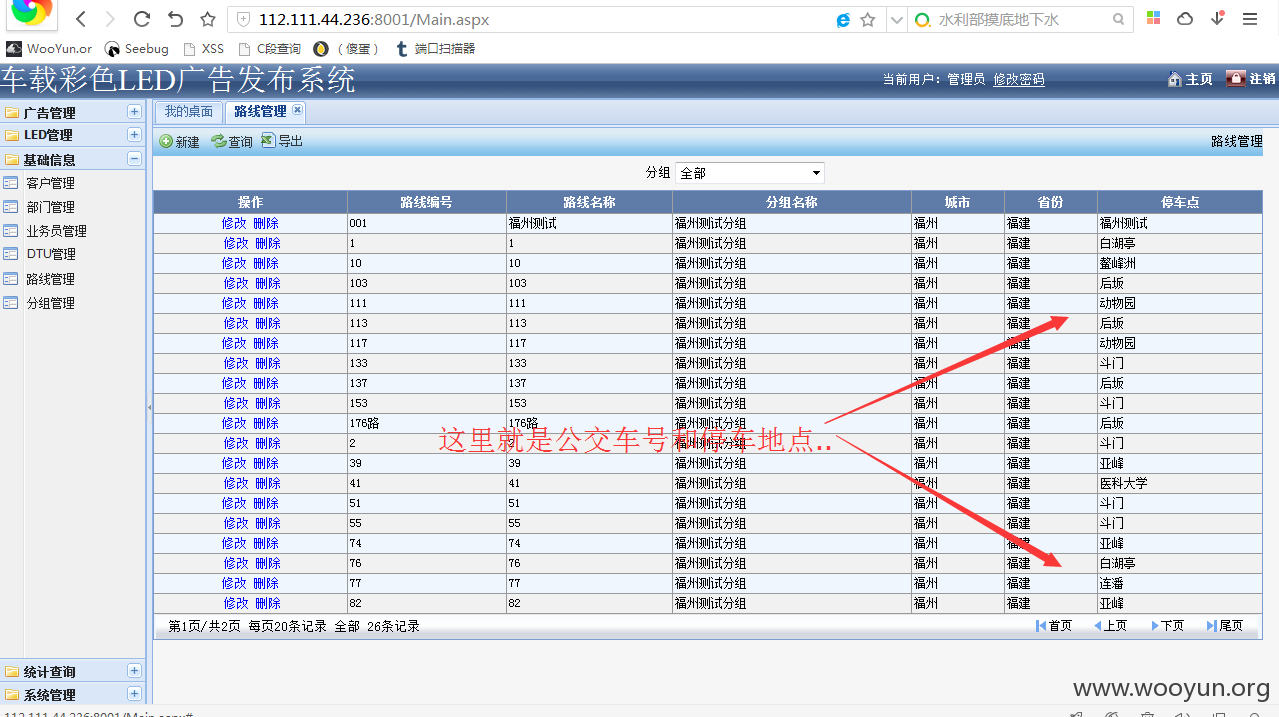 112.111.44.236:8001/Main.aspx
水利部摸底地下水
WooYun.or Seebug XSS C段查询 （傻蛋） 端口扫描器
车载彩色LED广告发布系统
当前用户：管理员 修改密码 主页 注销
广告管理
LED管理
基础信息
客户管理
部门管理
业务员管理
DTU管理
路线管理
分组管理
统计查询
系统管理
我的桌面 路线管理
新建 查询 导出 路线管理
分组 全部
操作 路线编号 路线名称 分组名称 城市 省份 停车点
修改 删除 001 福州测试 福州测试分组 福州 福建 福州测试
修改 删除 1 1 福州测试分组 福州 福建 白湖亭
修改 删除 10 10 福州测试分组 福州 福建 鳌峰洲
修改 删除 103 103 福州测试分组 福州 福建 后坂
修改 删除 111 111 福州测试分组 福州 福建 动物园
修改 删除 113 113 福州测试分组 福州 福建 后坂
修改 删除 117 117 福州测试分组 福州 福建 动物园
修改 删除 133 133 福州测试分组 福州 福建 斗门
修改 删除 137 137 福州测试分组 福州 福建 后坂
修改 删除 153 153 福州测试分组 福州 福建 斗门
修改 删除 176路 176路 福州测试分组 福州 福建 后坂
这里就是公交车号和停车地点..
修改 删除 2 福州测试分组 福州 福建 斗门
修改 删除 39 39 福州测试分组 福州 福建 亚峰
修改 删除 41 41 福州测试分组 福州 福建 医科大学
修改 删除 51 51 福州测试分组 福州 福建 斗门
修改 删除 55 55 福州测试分组 福州 福建 斗门
修改 删除 74 74 福州测试分组 福州 福建 亚峰
修改 删除 76 76 福州测试分组 福州 福建 白湖亭
修改 删除 77 77 福州测试分组 福州 福建 连潘
修改 删除 82 82 福州测试分组 福州 福建 亚峰
第1页/共2页 每页20条记录 全部 26条记录 首页 上页 下页 尾页
www.wooyun.org
112.111.44.236:8001/Main.aspx#